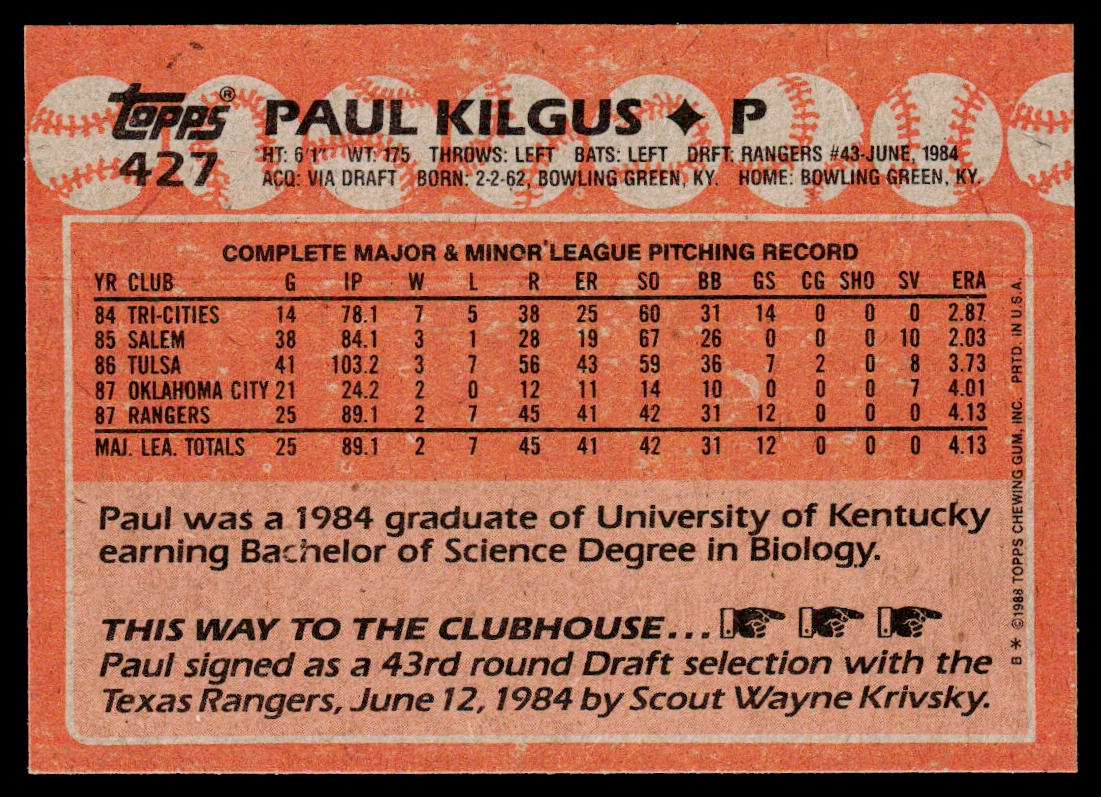 Topps® PAUL KILGUS ◆ P
427 HT: 6'1" WT: 175 THROWS: LEFT BATS: LEFT DRFT: RANGERS #43-JUNE, 1984
ACQ: VIA DRAFT BORN: 2-2-62, BOWLING GREEN, KY. HOME: BOWLING GREEN, KY.
COMPLETE MAJOR & MINOR LEAGUE PITCHING RECORD
YR CLUB G IP W L R ER SO BB GS CG SHO SV ERA
84 TRI-CITIES 14 78.1 7 5 38 25 60 31 14 0 0 0 2.87
85 SALEM 38 84.1 3 1 28 19 67 26 0 0 0 10 2.03
86 TULSA 41 103.2 3 7 56 43 59 36 7 2 0 8 3.73
87 OKLAHOMA CITY 21 24.2 2 0 12 11 14 10 0 0 0 7 4.01
87 RANGERS 25 89.1 2 7 45 41 42 31 12 0 0 0 4.13
MAJ. LEA. TOTALS 25 89.1 2 7 45 41 42 31 12 0 0 0 4.13
Paul was a 1984 graduate of University of Kentucky
earning Bachelor of Science Degree in Biology.
THIS WAY TO THE CLUBHOUSE...
Paul signed as a 43rd round Draft selection with the
Texas Rangers, June 12, 1984 by Scout Wayne Krivsky.
B * ©1988 TOPPS CHEWING GUM, INC. PRTD. IN U.S.A.